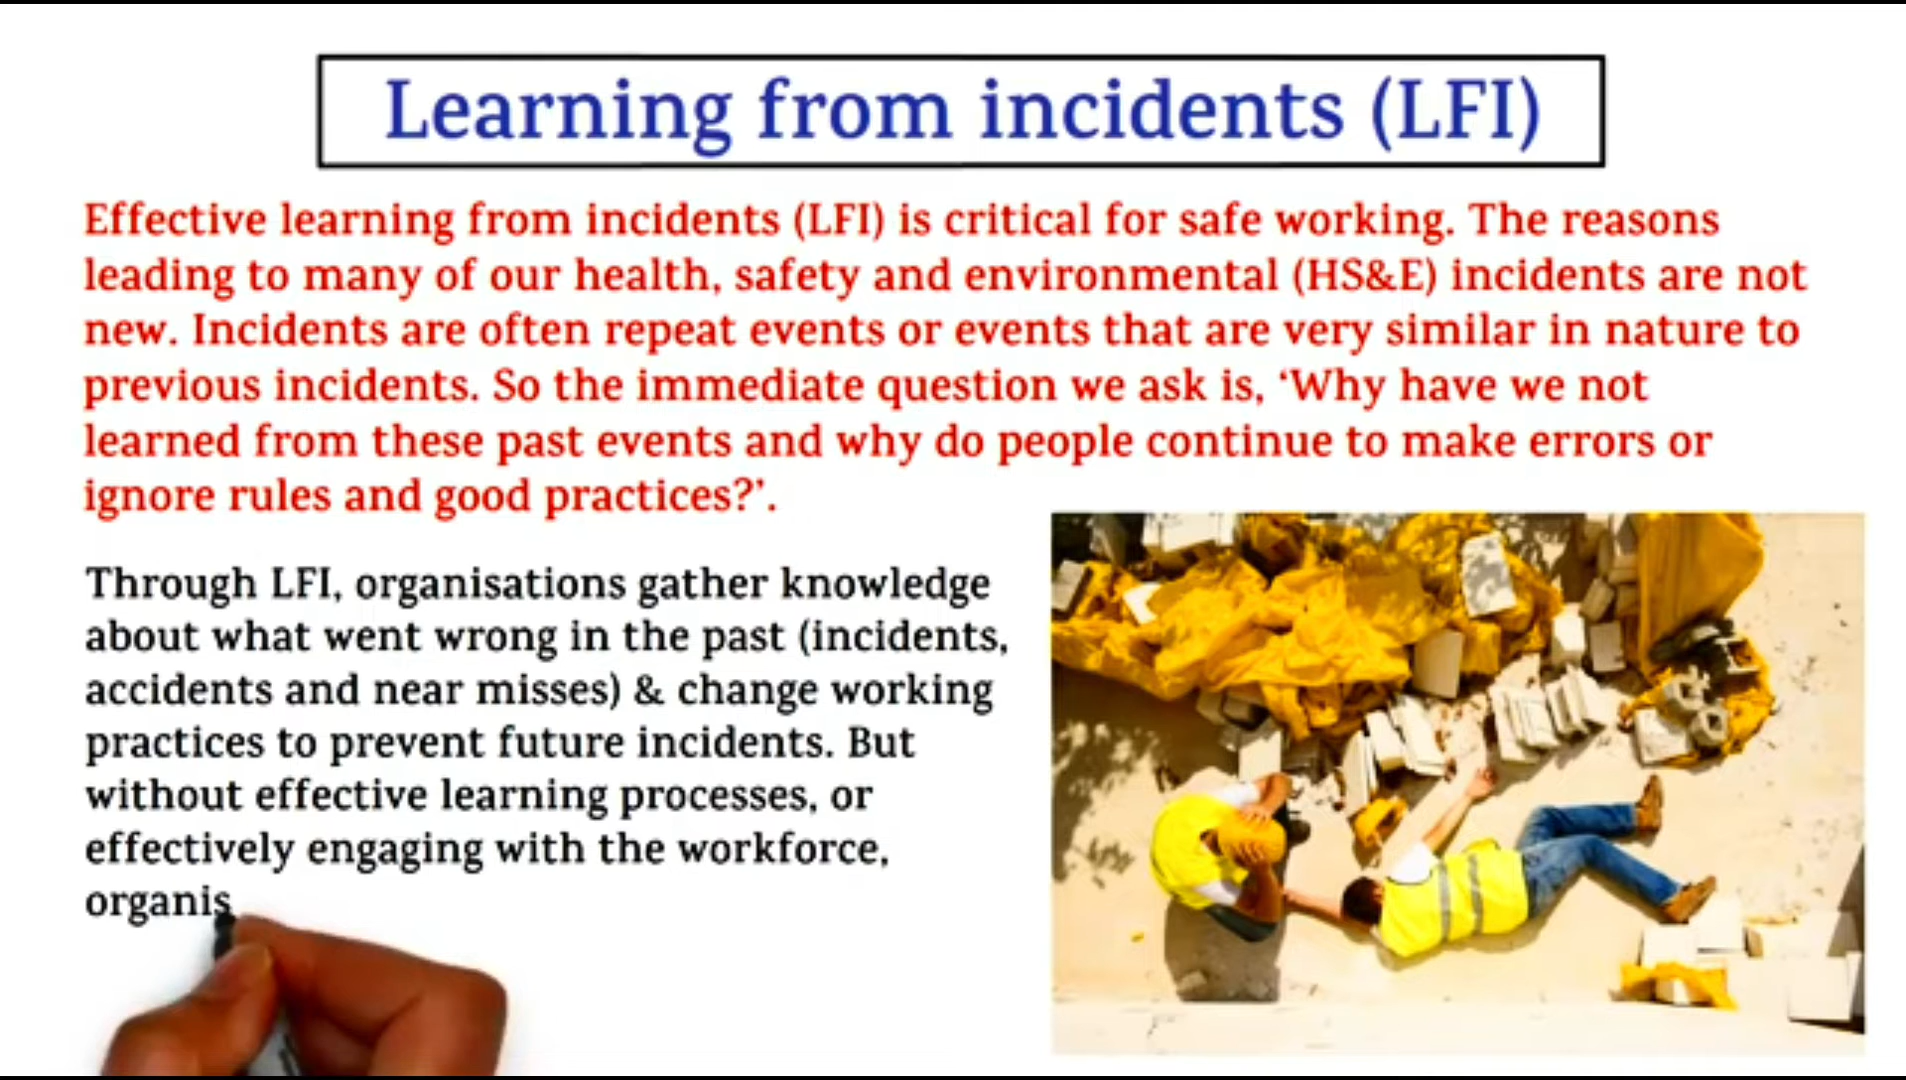 Learning from incidents (LFI)
Effective learning from incidents (LFI) is critical for safe working. The reasons
leading to many of our health, safety and environmental (HS&E) incidents are not
new. Incidents are often repeat events or events that are very similar in nature to
previous incidents. So the immediate question we ask is, ‘Why have we not
learned from these past events and why do people continue to make errors or
ignore rules and good practices?’.
Through LFI, organisations gather knowledge
about what went wrong in the past (incidents,
accidents and near misses) & change working
practices to prevent future incidents. But
without effective learning processes, or
effectively engaging with the workforce,
organis